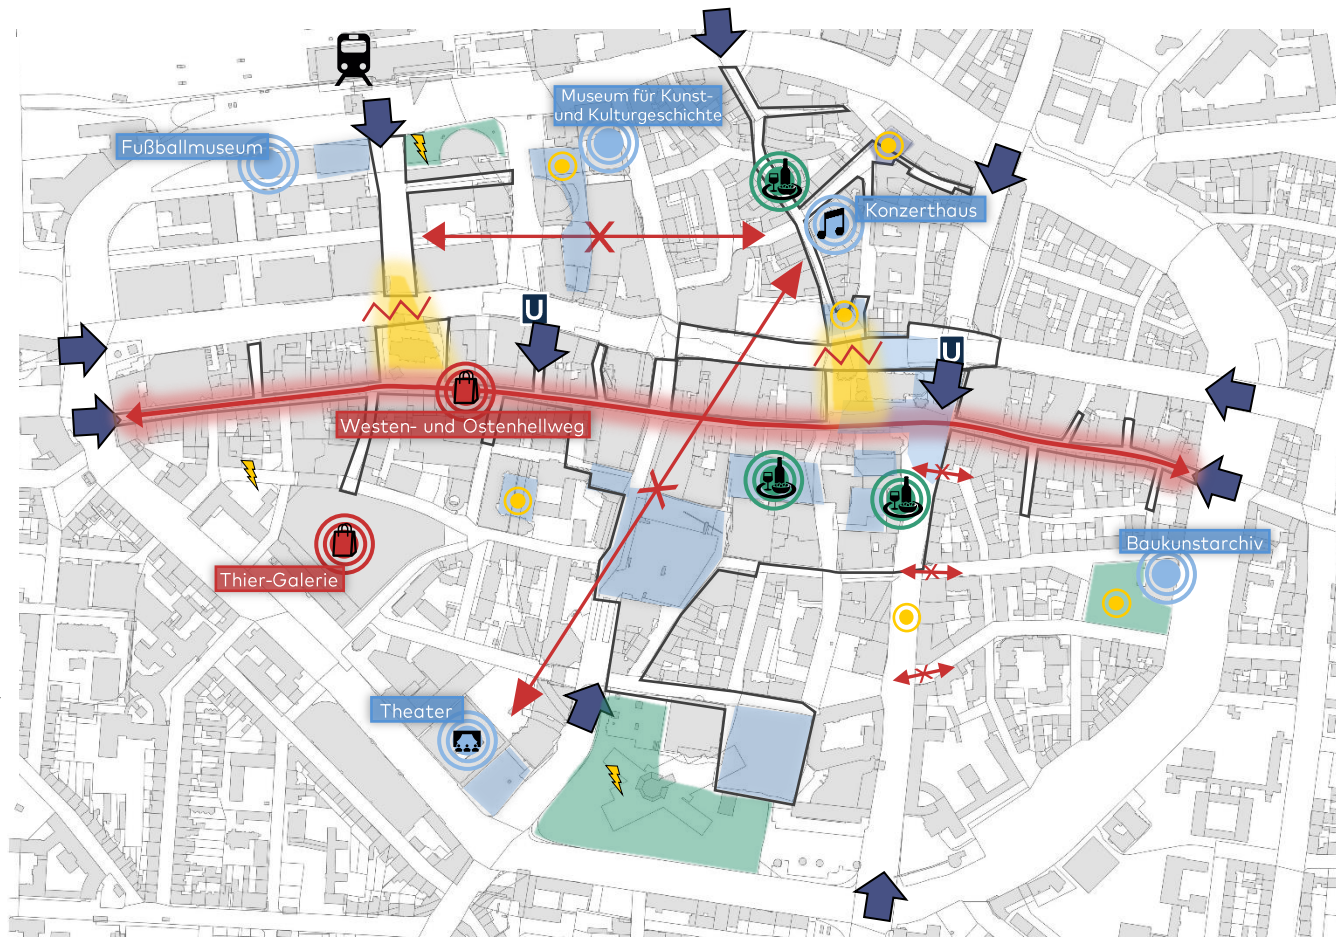 Museum für Kunst-
und Kulturgeschichte
Fußballmuseum
Konzerthaus
U
U
Westen- und Ostenhellweg
Baukunstarchiv
Thier-Galerie
Theater